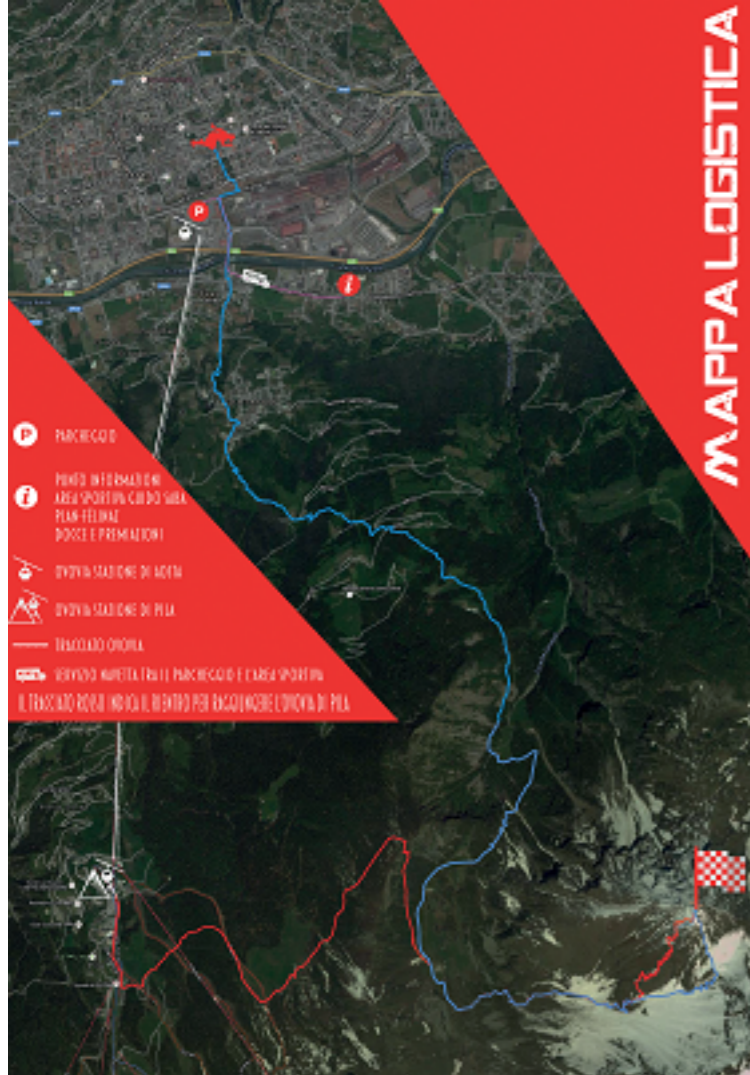 MAPPA LOGISTICA
P
i
P PARCHEGGIO
i PUNTO INFORMAZIONI
AREA SPORTIVA GUIDO SABA
PLAN-FÉLINAZ
DOCCE E PREMIAZIONI
OVOVIA STAZIONE DI AOSTA
OVOVIA STAZIONE DI PILA
TRACCIATO OVOVIA
SERVIZIO NAVETTA TRA IL PARCHEGGIO E L'AREA SPORTIVA
IL TRACCIATO ROSSO INDICA IL RIENTRO PER RAGGIUNGERE L'OVOVIA DI PILA